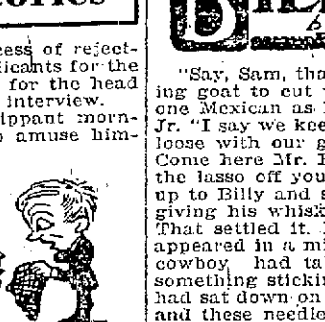 cess of reject-
licants for the
for the head
interview.
ippant morn-
o amuse him-
"Say, Sam, tha
ing goat to cut
one Mexican as
Jr. "I say we kee
loose with our g
Come here Mr.
the lasso off you
up to Billy and s
giving his whisk
That settled it.
appeared in a mi
cowboy had ta
something stickin
had sat down on
and these needle